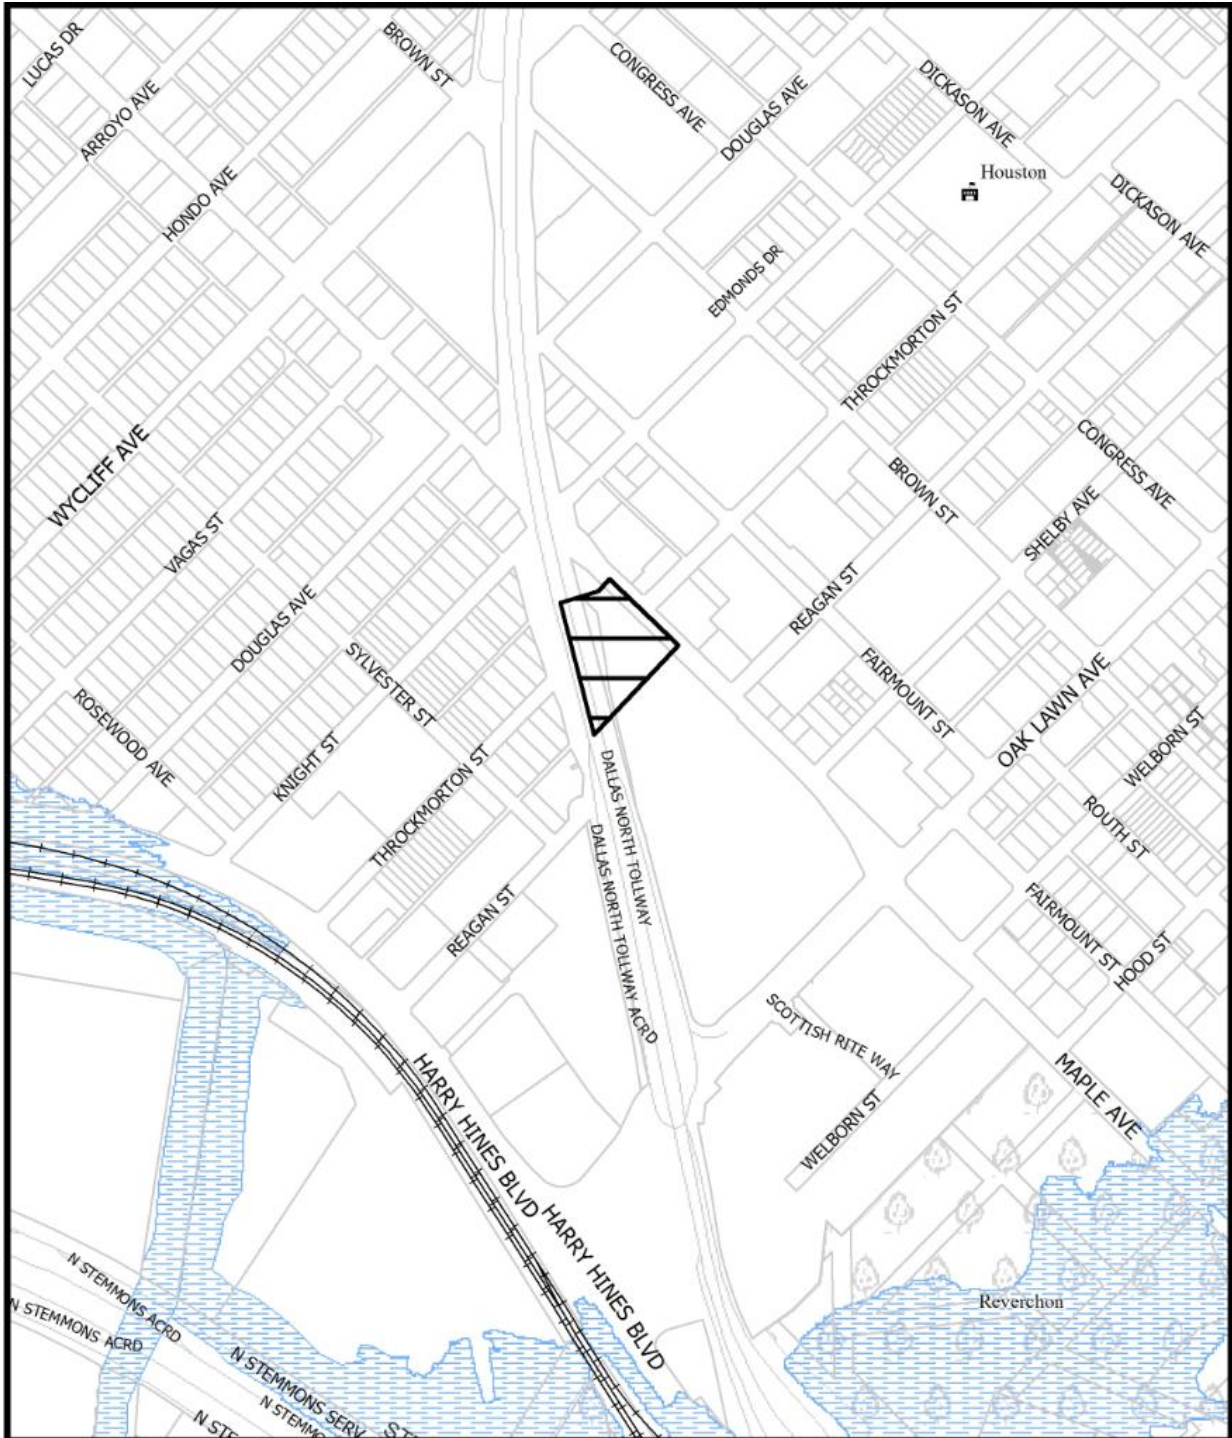 LUCAS DR
BROWN ST
CONGRESS AVE
DOUGLAS AVE
DICKASON AVE
ARROYO AVE
Houston
HONDO AVE
DICKASON AVE
EDMONDS DR
THROCKMORTON ST
WYCLIFF AVE
CONGRESS AVE
BROWN ST
SHELBY AVE
VAGAS ST
REAGAN ST
DOUGLAS AVE
SYLVESTER ST
FAIRMOUNT ST
OAK LAWN AVE
ROSEWOOD AVE
KNIGHT ST
WELBORN ST
THROCKMORTON ST
DALLAS NORTH TOLLWAY
DALLAS NORTH TOLLWAY ACRD
ROUTH ST
REAGAN ST
FAIRMOUNT ST
HOOD ST
SCOTTISH RITE WAY
HARRY HINES BLVD
MAPLE AVE
WELBORN ST
HARRY HINES BLVD
N STEMMONS ACRD
Reverchon
N STEMMONS ACRD
N STEMMONS SERV
N STEMMO
N STE
ST